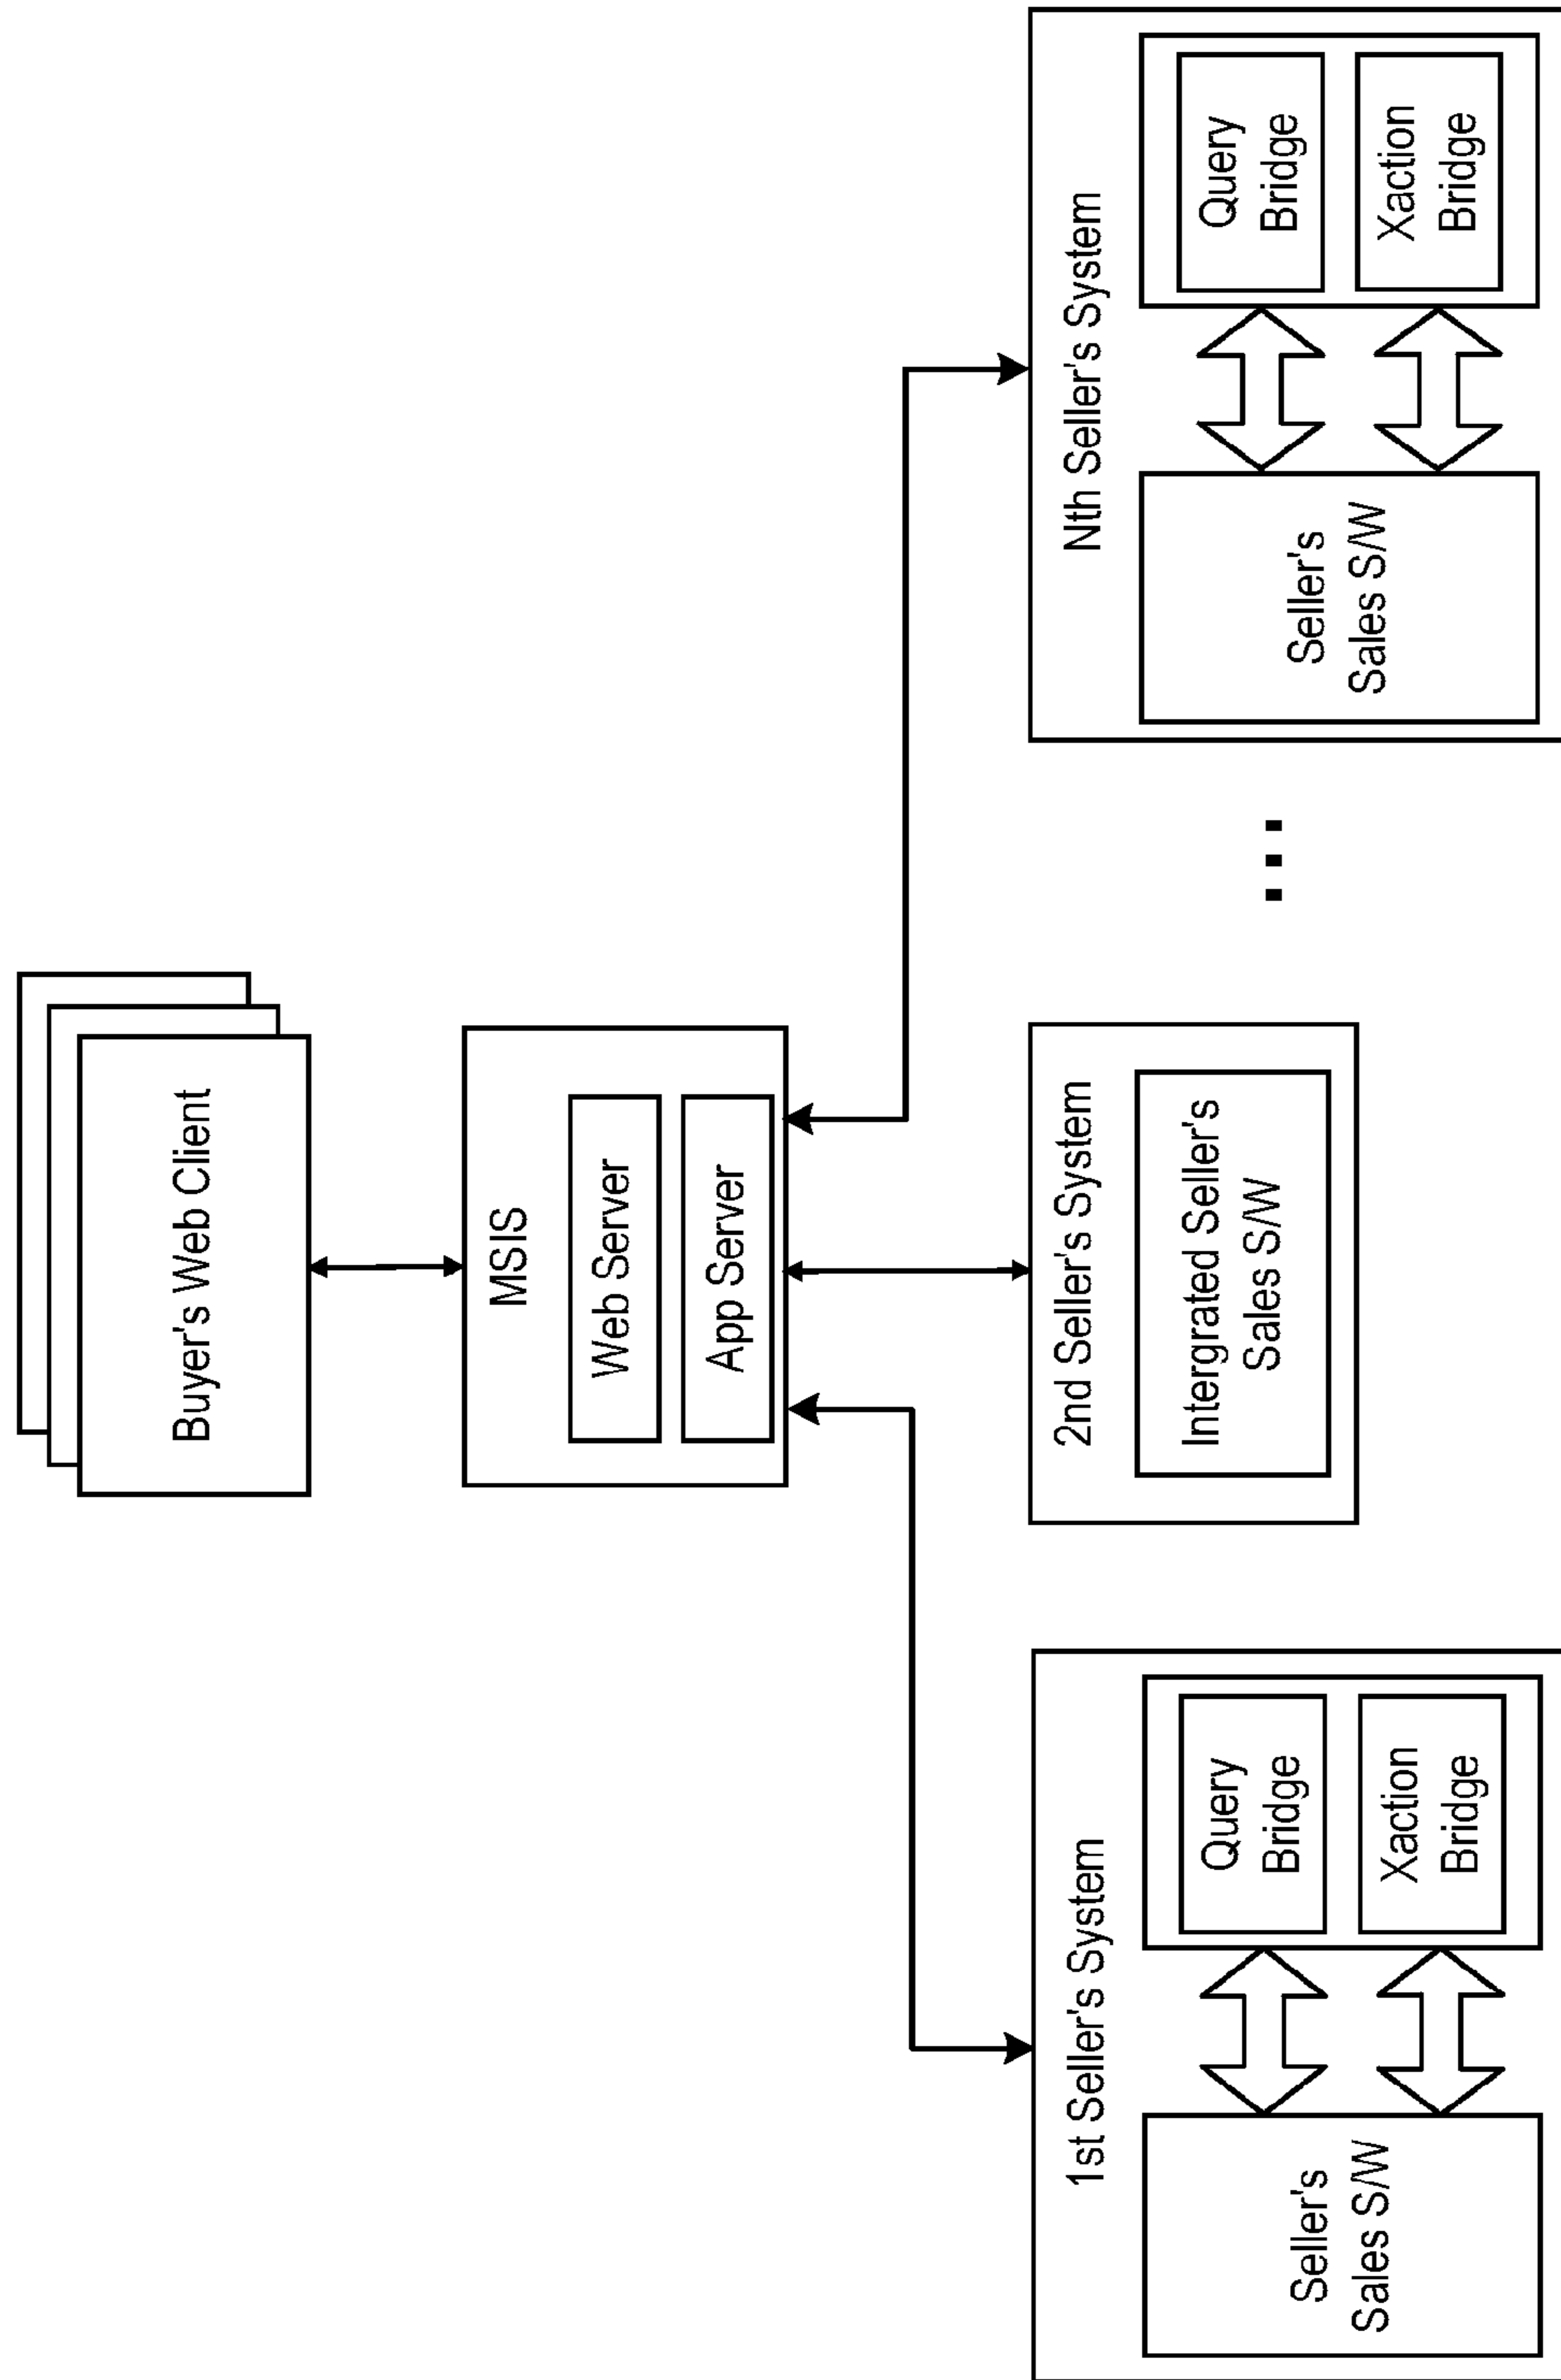 Buyer's Web Client
MSIS
Web Server
App Server
1st Seller's System
Seller's
Sales S/W
Query
Bridge
Xaction
Bridge
2nd Seller's System
Intergrated Seller's
Sales S/W
...
Nth Seller's System
Seller's
Sales S/W
Query
Bridge
Xaction
Bridge